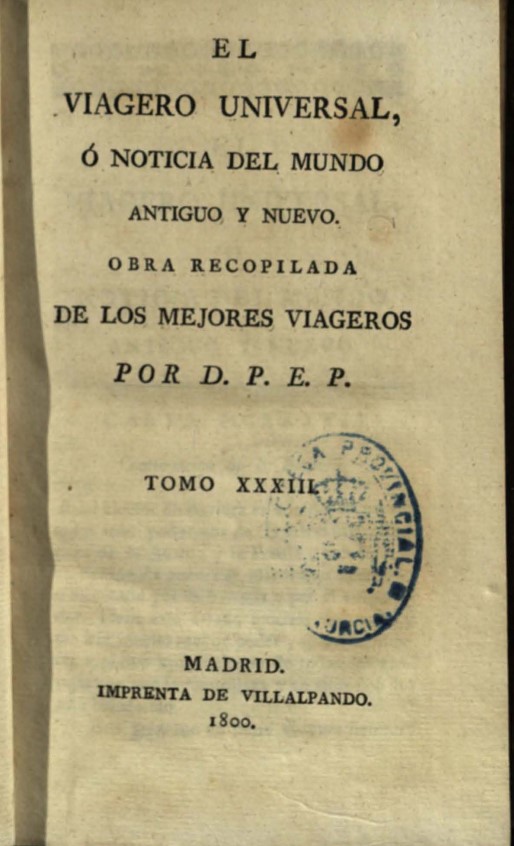 EL
VIAGERO UNIVERSAL,
Ó NOTICIA DEL MUNDO
ANTIGUO Y NUEVO.
OBRA RECOPILADA
DE LOS MEJORES VIAGEROS
POR D. P. E. P.
TOMO XXXIII.
PROVINCIAL.
MADRID.
IMPRENTA DE VILLALPANDO.
1800.